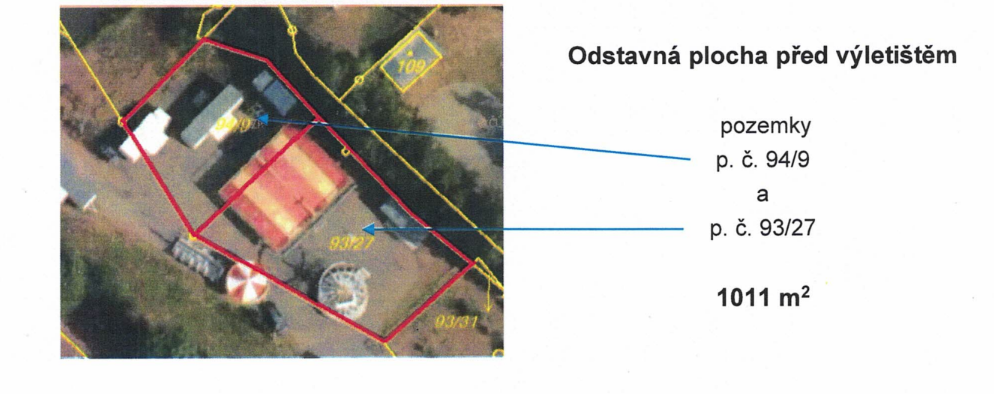 Odstavná plocha před výletištěm
pozemky
p. č. 94/9
a
p. č. 93/27
1011 m²
109
94/9
93/27
93/31